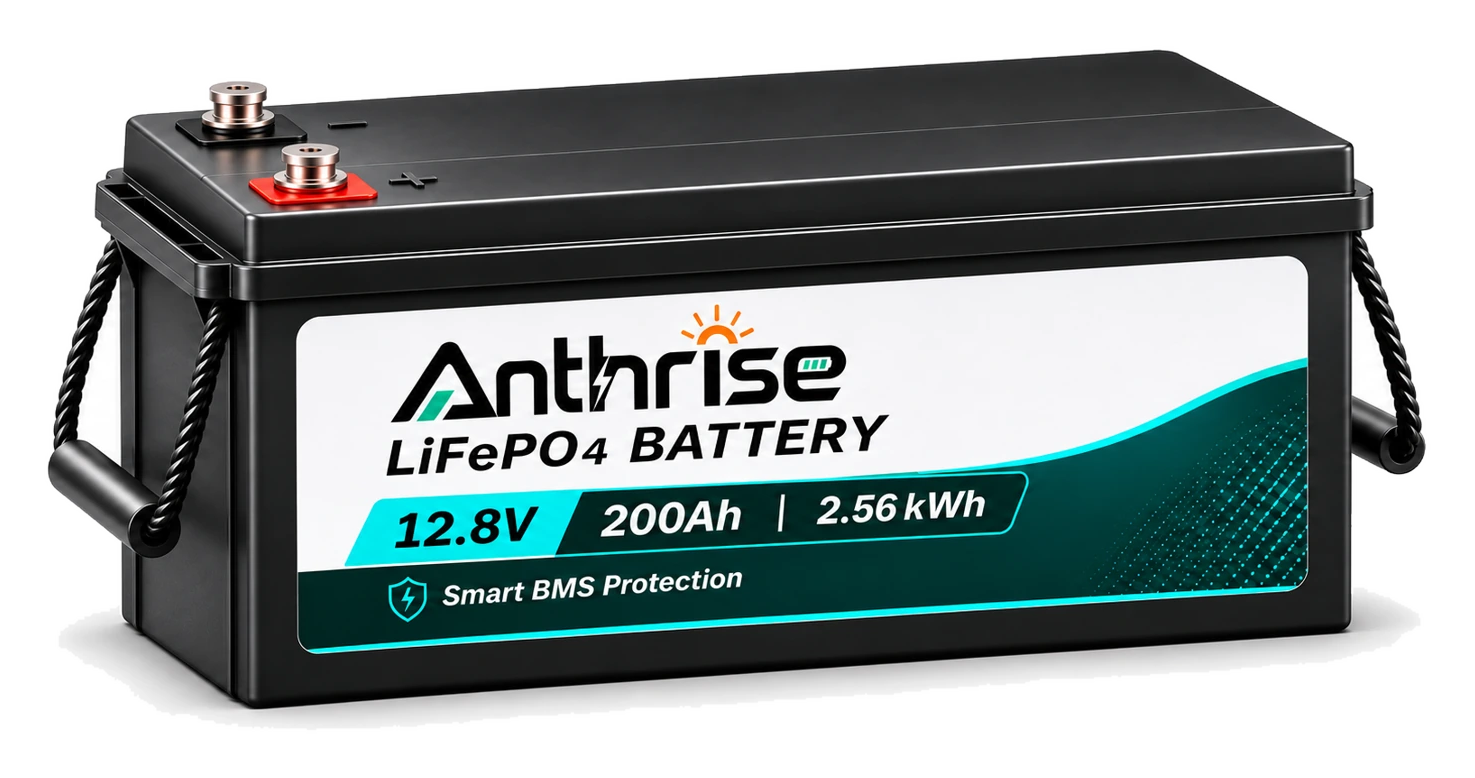 −
+
Anthrise
LiFePO4 BATTERY
12.8V 200Ah | 2.56 kWh
Smart BMS Protection